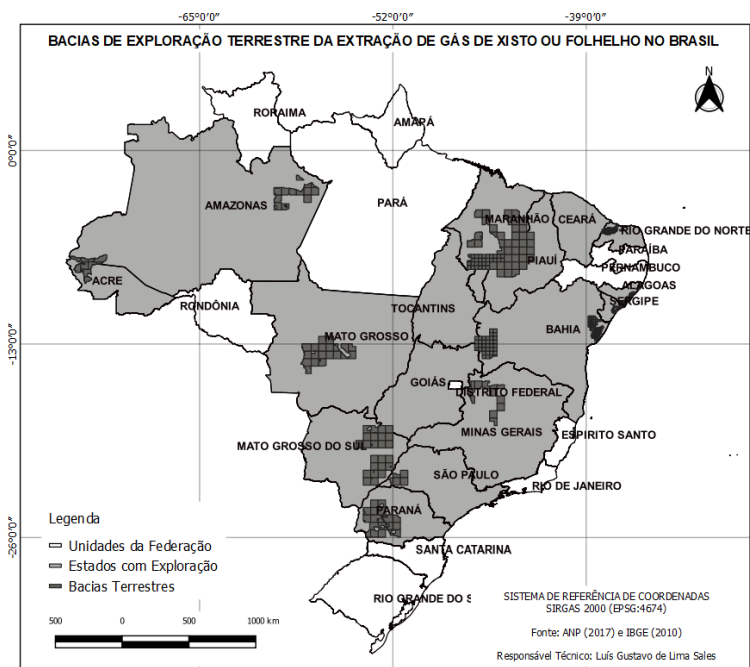 -65°0'0" -52°0'0" -39°0'0"
BACIAS DE EXPLORAÇÃO TERRESTRE DA EXTRAÇÃO DE GÁS DE XISTO OU FOLHELHO NO BRASIL
N
RORAIMA
AMAPÁ
0°0'0"
AMAZONAS
PARÁ
MARANHÃO
CEARÁ
RIO GRANDE DO NORTE
PARAÍBA
PIAUÍ
PERNAMBUCO
ACRE
ALAGOAS
SERGIPE
RONDÔNIA
TOCANTINS
BAHIA
MATO GROSSO
-13°0'0"
GOIÁS
DISTRITO FEDERAL
MINAS GERAIS
ESPIRITO SANTO
MATO GROSSO DO SUL
SÃO PAULO
RIO DE JANEIRO
PARANÁ
-26°0'0"
SANTA CATARINA
RIO GRANDE DO S
Legenda
Unidades da Federação
Estados com Exploração
Bacias Terrestres
500 0 500 1000 km
SISTEMA DE REFERÊNCIA DE COORDENADAS
SIRGAS 2000 (EPSG:4674)
Fonte: ANP (2017) e IBGE (2010)
Responsável Técnico: Luís Gustavo de Lima Sales